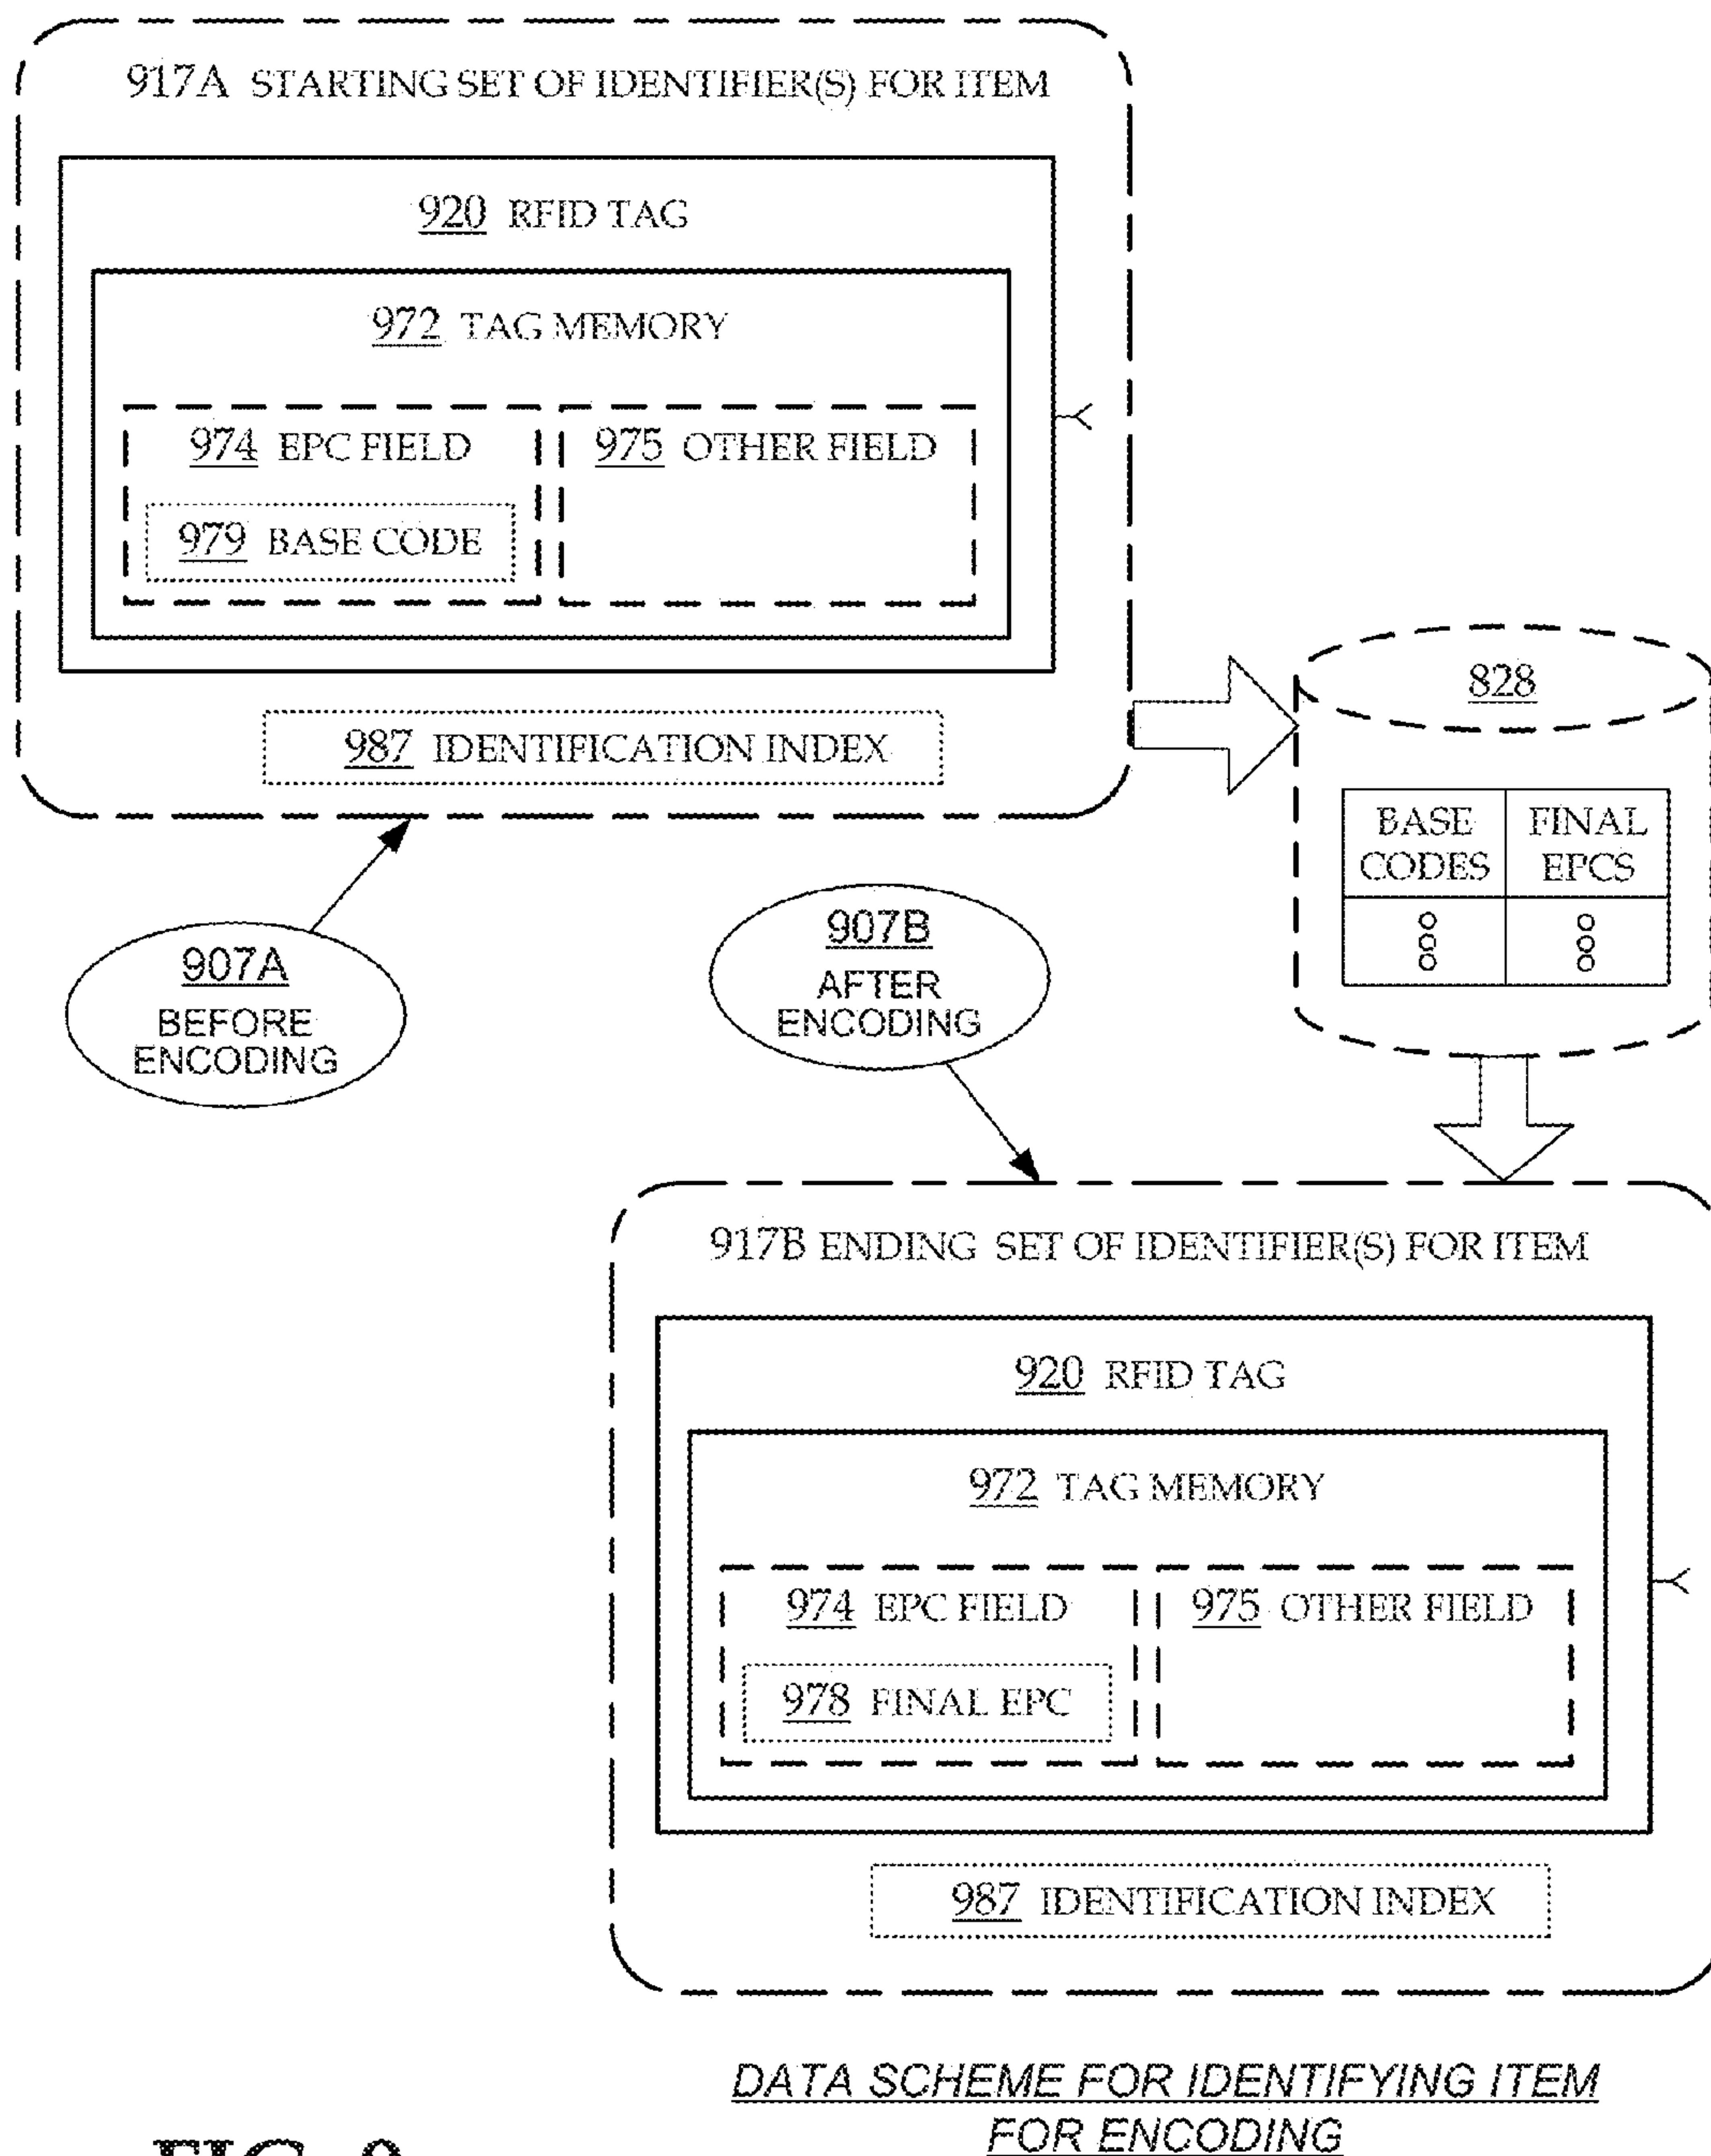 917A STARTING SET OF IDENTIFIER(S) FOR ITEM
920 RFID TAG
972 TAG MEMORY
974 EPC FIELD
975 OTHER FIELD
979 BASE CODE
987 IDENTIFICATION INDEX
828
BASE CODES
FINAL EPCS
907A
BEFORE
ENCODING
907B
AFTER
ENCODING
917B ENDING SET OF IDENTIFIER(S) FOR ITEM
920 RFID TAG
972 TAG MEMORY
974 EPC FIELD
975 OTHER FIELD
978 FINAL EPC
987 IDENTIFICATION INDEX
DATA SCHEME FOR IDENTIFYING ITEM
FOR ENCODING
FIG. 9